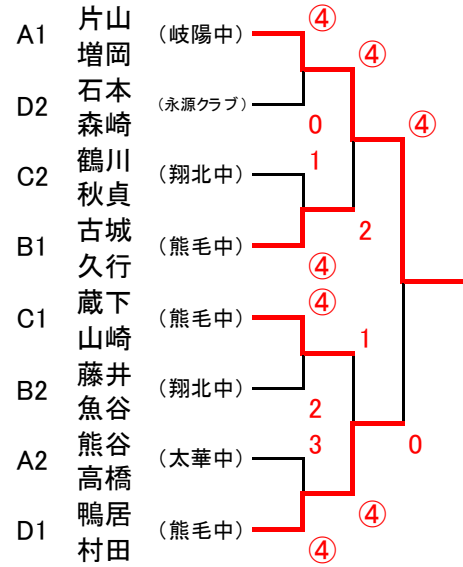 片山
A1 (岐陽中) ④
増岡
④
石本
D2 (永源クラブ)
森崎 0 ④
鶴川 1
C2 (翔北中)
秋貞
古城 2
B1 (熊毛中)
久行 ④
蔵下 ④
C1 (熊毛中)
山崎 1
藤井
B2 (翔北中)
魚谷 2
熊谷 3 0
A2 (太華中)
高橋
鴨居 ④
D1 (熊毛中)
村田 ④